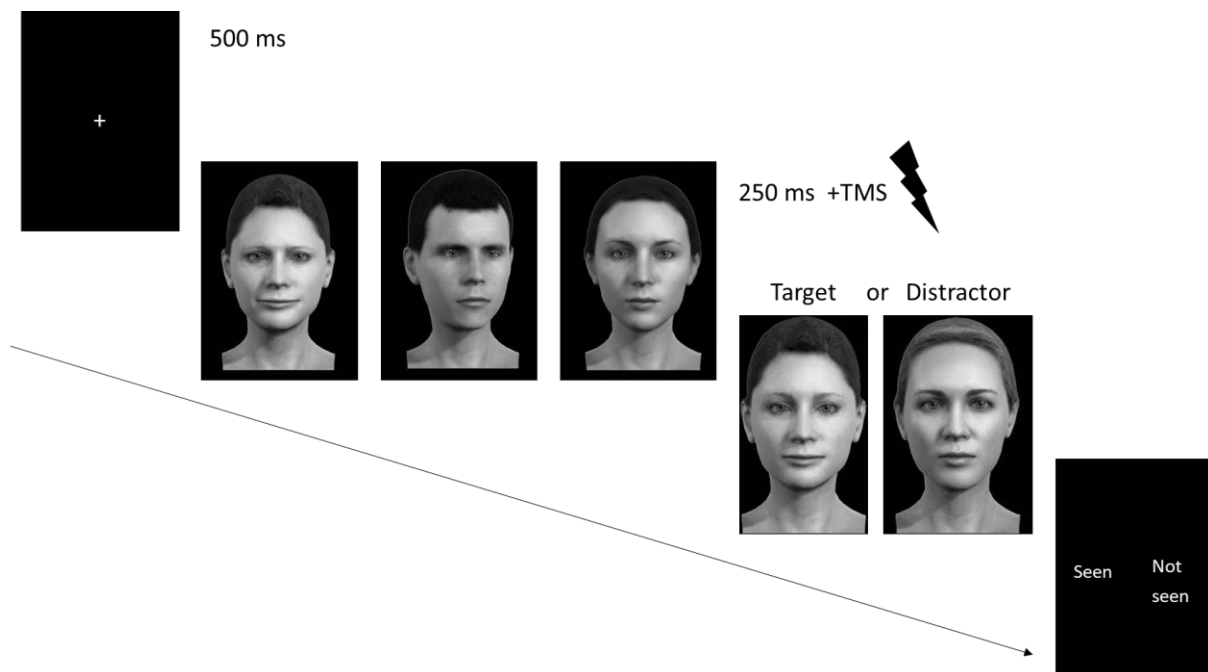 +
500 ms
250 ms +TMS
Target or Distractor
Seen
Not
seen